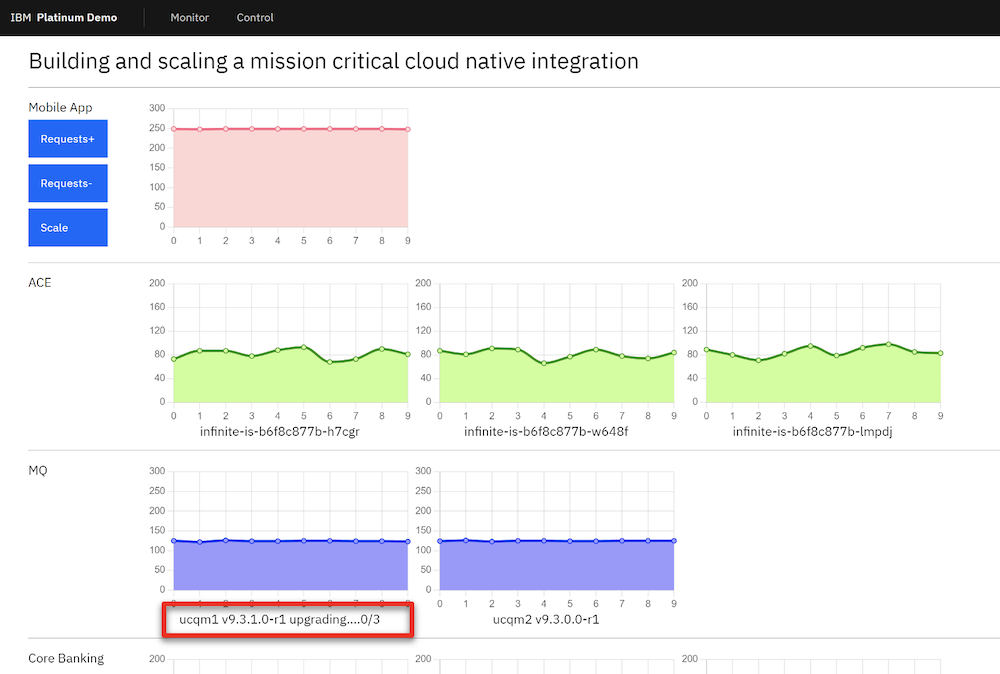 IBM Platinum Demo Monitor Control
Building and scaling a mission critical cloud native integration
Mobile App
Requests+
Requests-
Scale
300
250
200
150
100
50
0
0 1 2 3 4 5 6 7 8 9
ACE
200
160
120
80
40
0
0 1 2 3 4 5 6 7 8 9
infinite-is-b6f8c877b-h7cgr
200
160
120
80
40
0
0 1 2 3 4 5 6 7 8 9
infinite-is-b6f8c877b-w648f
200
160
120
80
40
0
0 1 2 3 4 5 6 7 8 9
infinite-is-b6f8c877b-lmpdj
MQ
300
250
200
150
100
50
0
ucqm1 v9.3.1.0-r1 upgrading....0/3
300
250
200
150
100
50
0
0 1 2 3 4 5 6 7 8 9
ucqm2 v9.3.0.0-r1
Core Banking
200
200
200